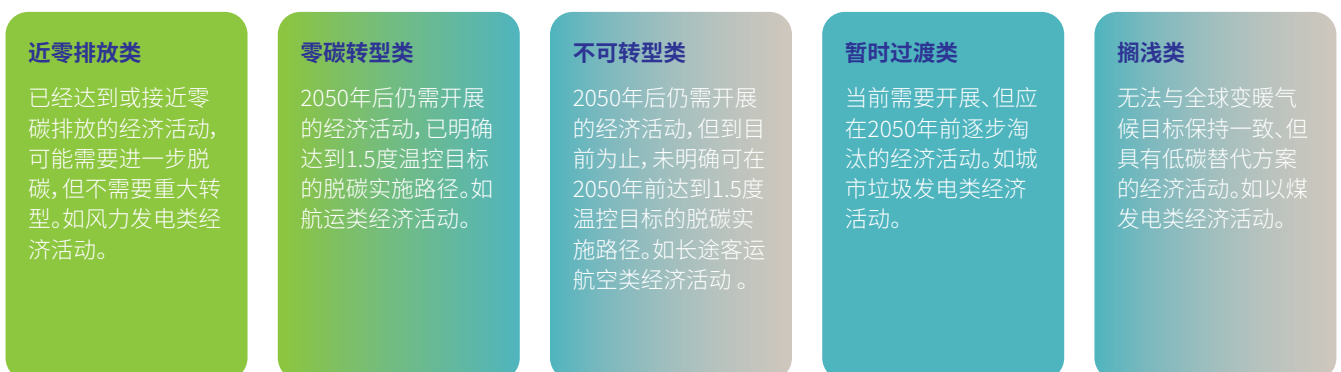 近零排放类
已经达到或接近零
碳排放的经济活动，
可能需要进一步脱
碳，但不需要重大转
型。如风力发电类经
济活动。
零碳转型类
2050年后仍需开展
的经济活动，已明确
达到1.5度温控目标
的脱碳实施路径。如
航运类经济活动。
不可转型类
2050年后仍需开展
的经济活动，但到目
前为止，未明确可在
2050年前达到1.5度
温控目标的脱碳实
施路径。如长途客运
航空类经济活动 。
暂时过渡类
当前需要开展、但应
在2050年前逐步淘
汰的经济活动。如城
市垃圾发电类经济
活动。
搁浅类
无法与全球变暖气
候目标保持一致、但
具有低碳替代方案
的经济活动。如以煤
发电类经济活动。